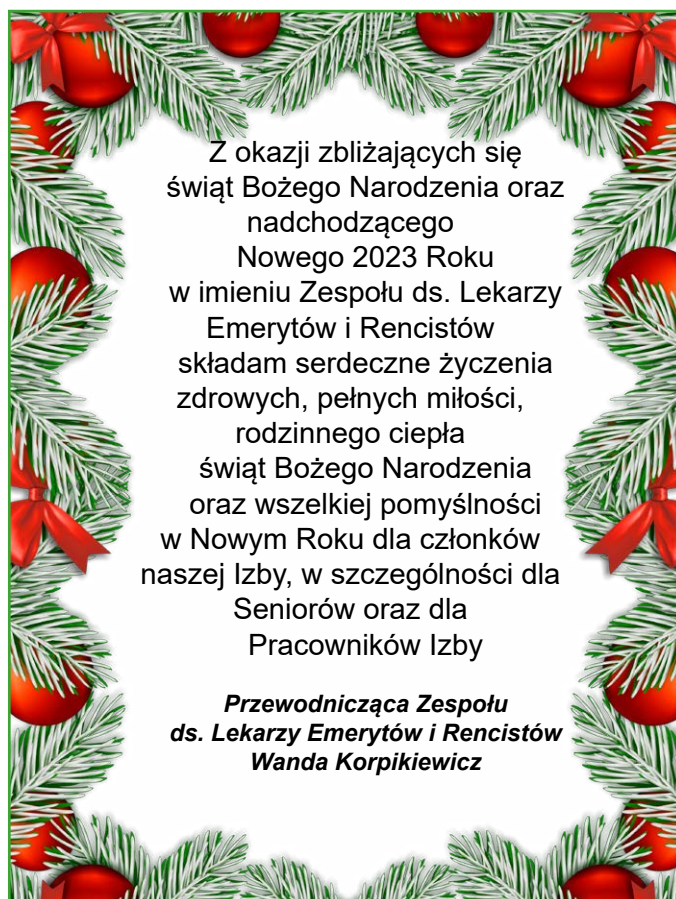 Z okazji zbliżających się
świąt Bożego Narodzenia oraz
nadchodzącego
Nowego 2023 Roku
w imieniu Zespołu ds. Lekarzy
Emerytów i Rencistów
składam serdeczne życzenia
zdrowych, pełnych miłości,
rodzinnego ciepła
świąt Bożego Narodzenia
oraz wszelkiej pomyślności
w Nowym Roku dla członków
naszej Izby, w szczególności dla
Seniorów oraz dla
Pracowników Izby
Przewodnicząca Zespołu
ds. Lekarzy Emerytów i Rencistów
Wanda Korpikiewicz